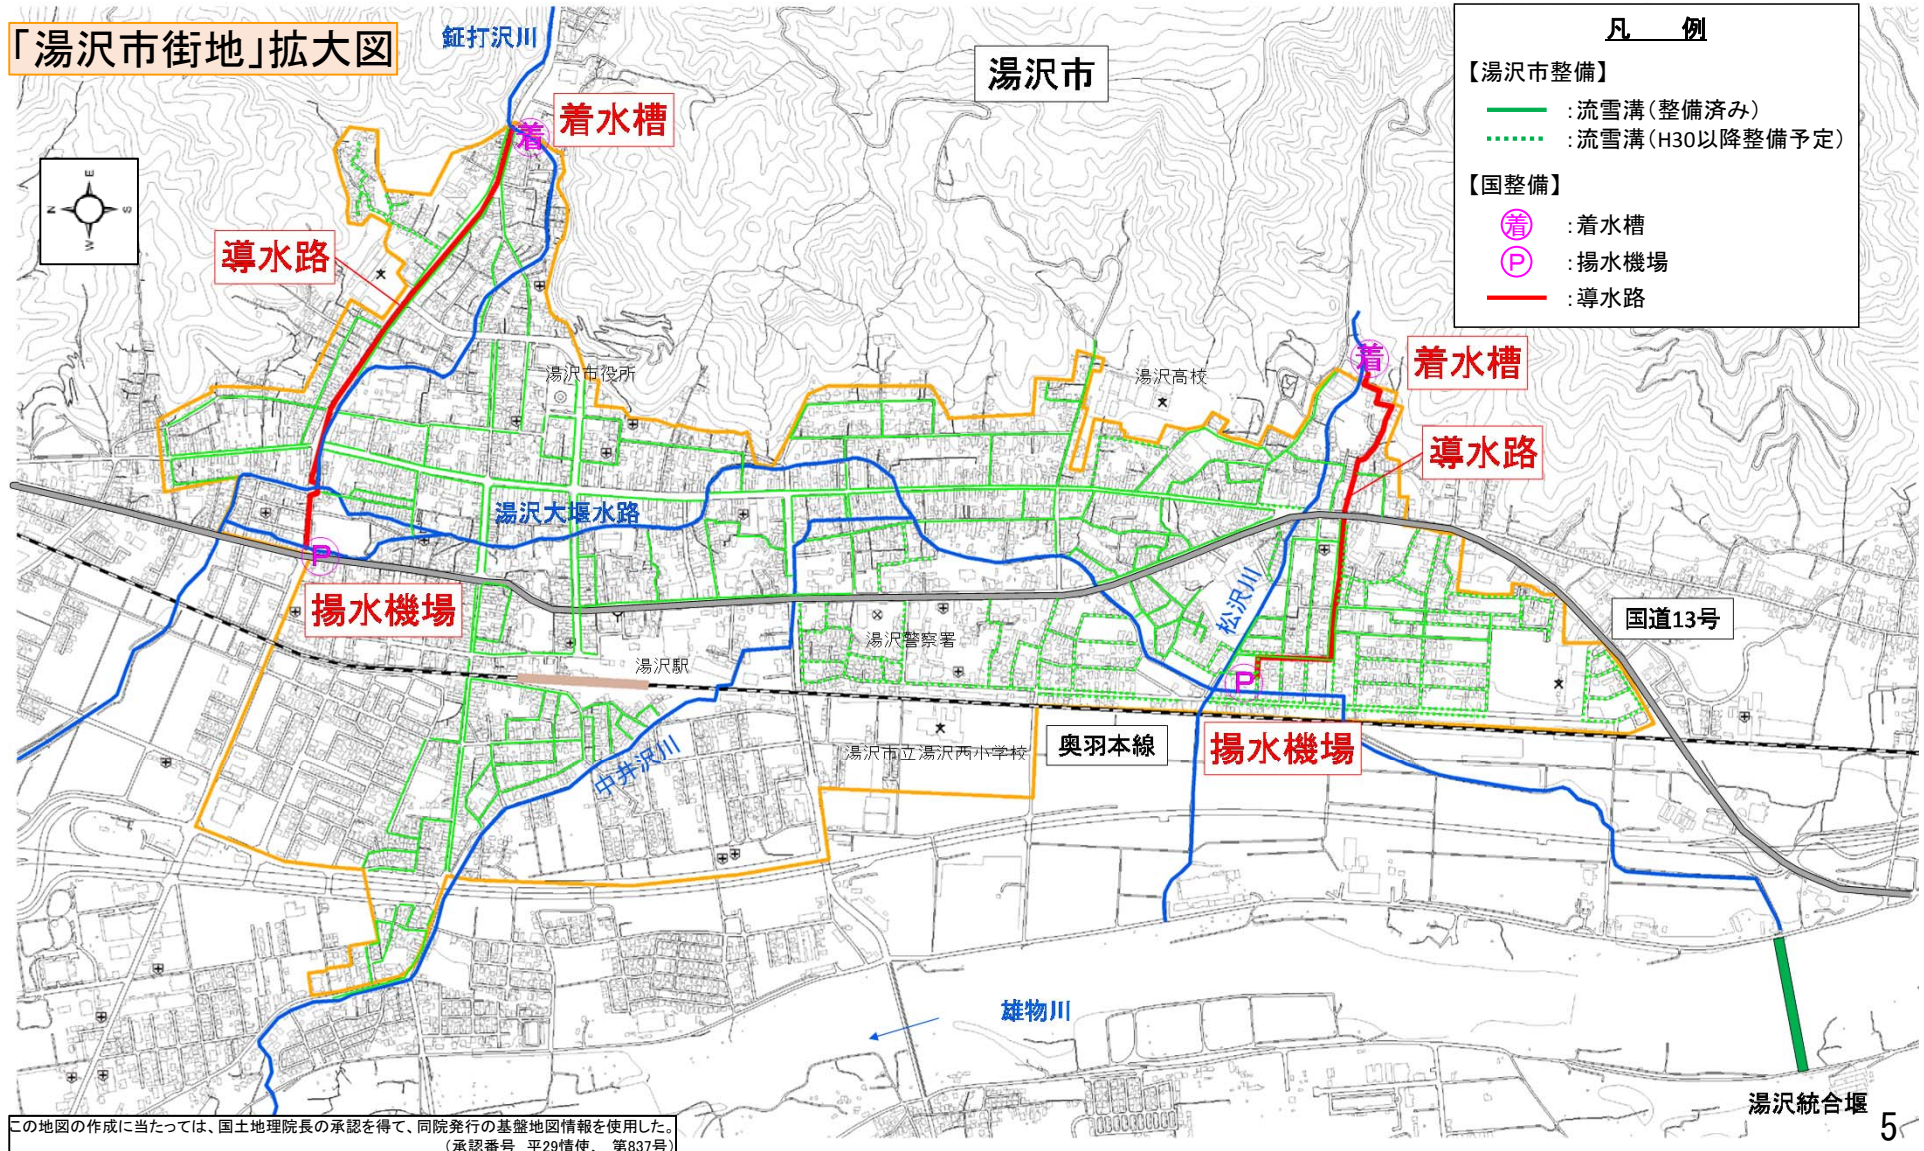 「湯沢市街地」拡大図
鉦打沢川
湯沢市
凡　例
【湯沢市整備】
：流雪溝（整備済み）
：流雪溝（H30以降整備予定）
【国整備】
着 ：着水槽
P ：揚水機場
：導水路
着
着水槽
E
N
S
W
導水路
湯沢市役所
湯沢高校
着
着水槽
導水路
湯沢大堰水路
P
揚水機場
松沢川
国道13号
湯沢警察署
湯沢駅
P
揚水機場
奥羽本線
湯沢市立湯沢西小学校
中井沢川
雄物川
湯沢統合堰
この地図の作成に当たっては、国土地理院長の承認を得て、同院発行の基盤地図情報を使用した。
（承認番号　平29情使、　第837号）
5